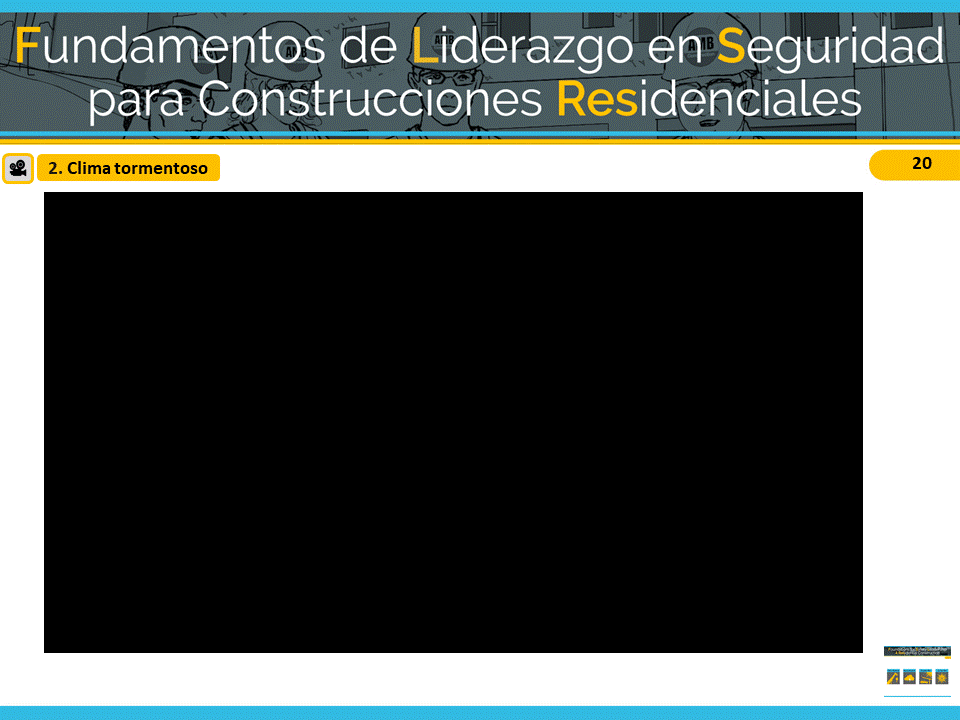 Fundamentos de Liderazgo en Seguridad
para Construcciones Residenciales
2. Clima tormentoso
20